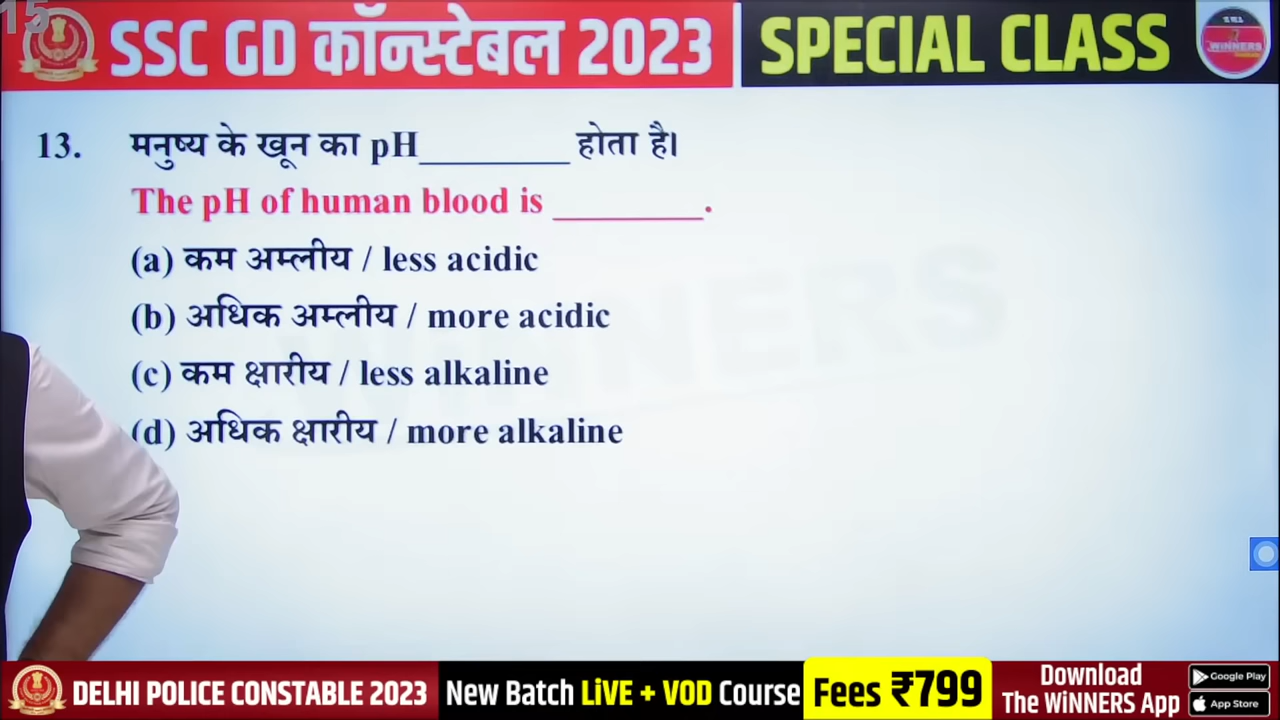 15
SSC GD कॉन्स्टेबल 2023
SPECIAL CLASS
WiNNERS
13. मनुष्य के खून का pH_________ होता है।
The pH of human blood is _________.
(a) कम अम्लीय / less acidic
(b) अधिक अम्लीय / more acidic
(c) कम क्षारीय / less alkaline
(d) अधिक क्षारीय / more alkaline
WINNERS
DELHI POLICE CONSTABLE 2023
New Batch LiVE + VOD Course
Fees ₹799
Download
The WiNNERS App
Google Play
App Store